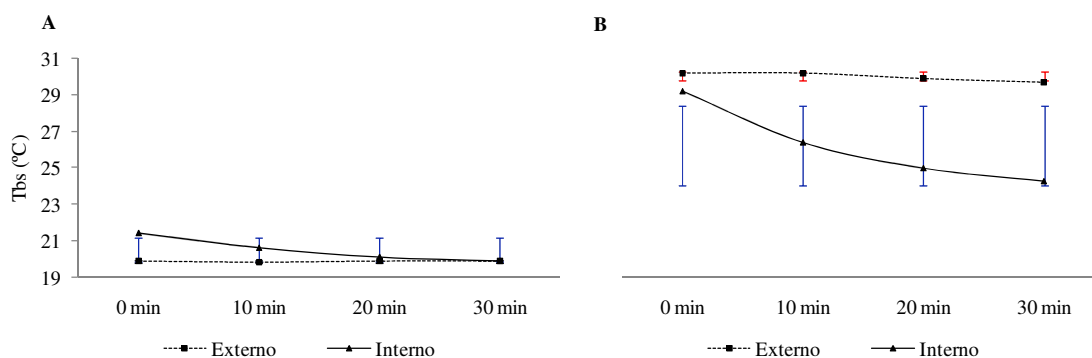 A
B
Tbs (ºC)
31
29
27
25
23
21
19
0 min 10 min 20 min 30 min
0 min 10 min 20 min 30 min
Externo Interno
Externo Interno